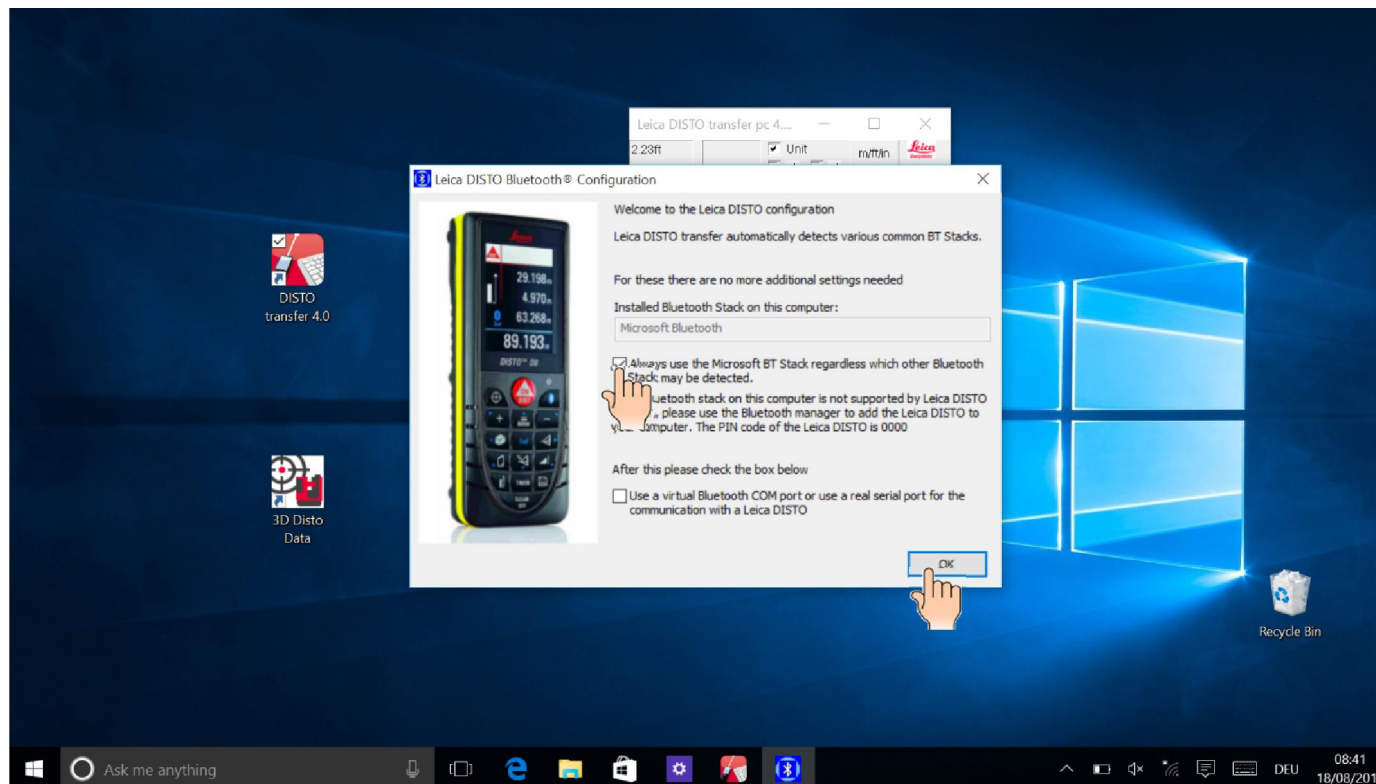 Leica DISTO transfer pc 4....
2.23ft
Unit
m/ft/in
Leica
Leica DISTO Bluetooth® Configuration
Welcome to the Leica DISTO configuration
Leica DISTO transfer automatically detects various common BT Stacks.
For these there are no more additional settings needed
Installed Bluetooth Stack on this computer:
Microsoft Bluetooth
Always use the Microsoft BT Stack regardless which other Bluetooth
Stack may be detected.
uetooth stack on this computer is not supported by Leica DISTO
, please use the Bluetooth manager to add the Leica DISTO to
computer. The PIN code of the Leica DISTO is 0000
After this please check the box below
Use a virtual Bluetooth COM port or use a real serial port for the
communication with a Leica DISTO
OK
Leica
29.198m
4.970m
63.268m
89.193m
DISTO™ D8
DISTO
transfer 4.0
3D Disto
Data
Recycle Bin
Ask me anything
DEU
08:41
18/08/201